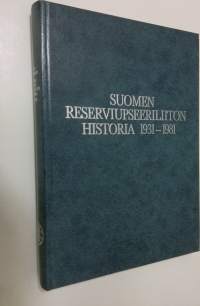 SUOMEN
RESERVIUPSEERILIITON
HISTORIA 1931–1981